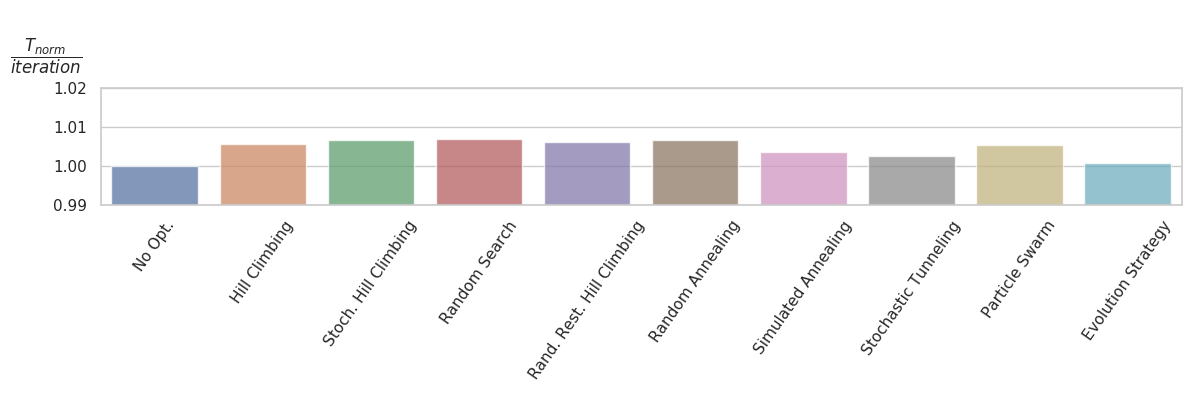 T_norm
iteration
1.02
1.01
1.00
0.99
No Opt.
Hill Climbing
Stoch. Hill Climbing
Random Search
Rand. Rest. Hill Climbing
Random Annealing
Simulated Annealing
Stochastic Tunneling
Particle Swarm
Evolution Strategy